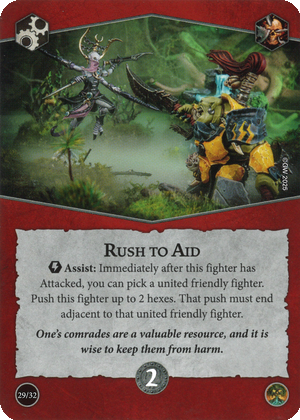 ©GW 2025
RUSH TO AID
Assist: Immediately after this fighter has
Attacked, you can pick a united friendly fighter.
Push this fighter up to 2 hexes. That push must end
adjacent to that united friendly fighter.
One's comrades are a valuable resource, and it is
wise to keep them from harm.
29/32
2